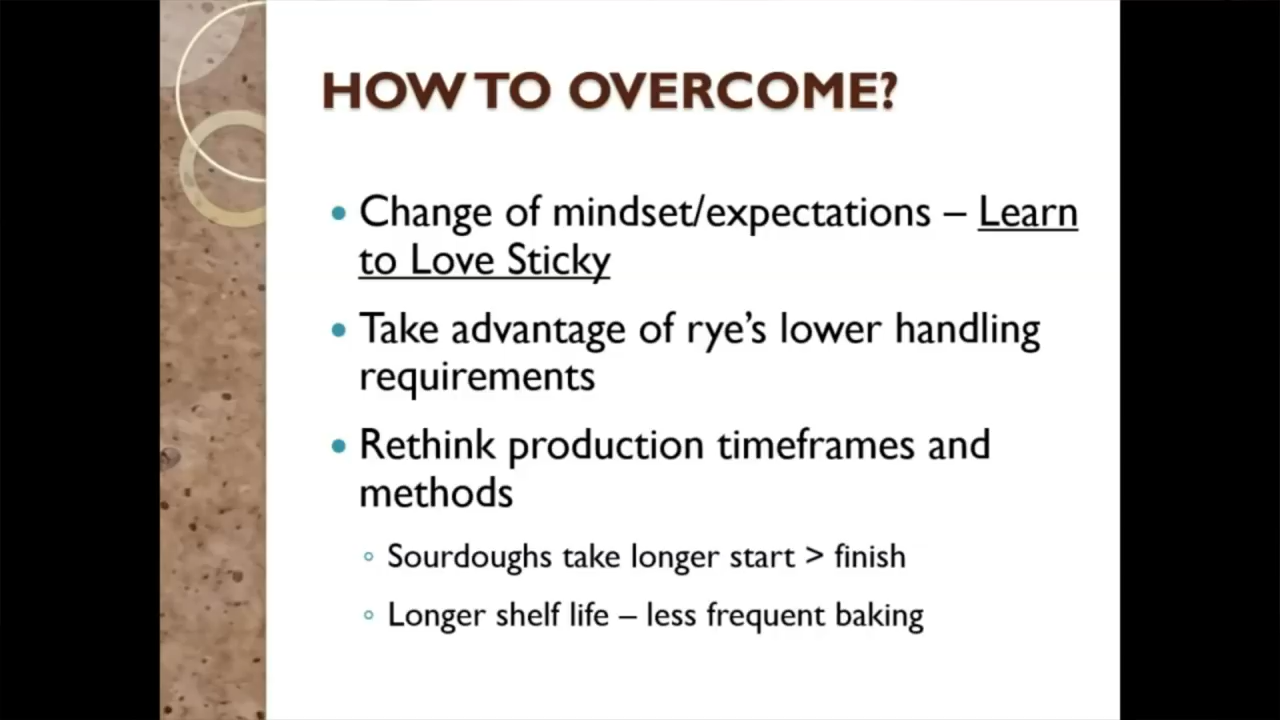 HOW TO OVERCOME?
• Change of mindset/expectations – Learn
to Love Sticky
• Take advantage of rye’s lower handling
requirements
• Rethink production timeframes and
methods
◦ Sourdoughs take longer start > finish
◦ Longer shelf life – less frequent baking